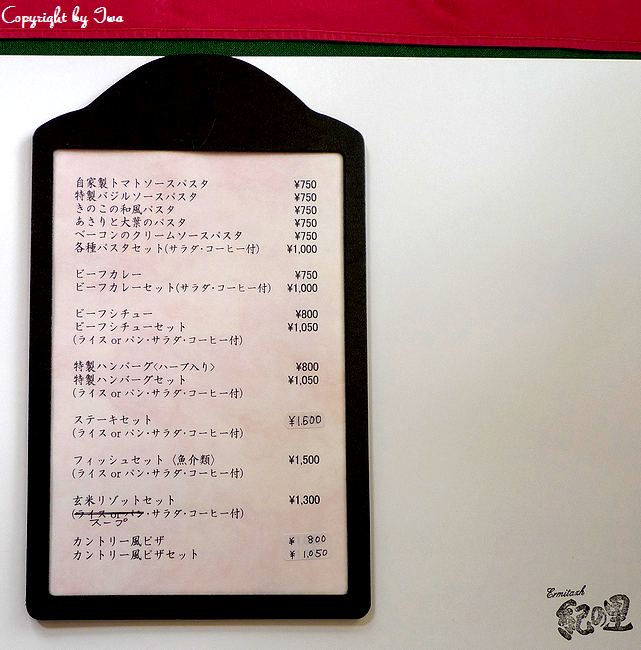 Copyright by Iwa
自家製トマトソースパスタ ¥750
特製バジルソースパスタ ¥750
きのこの和風パスタ ¥750
あさりと大葉のパスタ ¥750
ベーコンのクリームソースパスタ ¥750
各種パスタセット(サラダ・コーヒー付) ¥1,000
ビーフカレー ¥750
ビーフカレーセット(サラダ・コーヒー付) ¥1,000
ビーフシチュー ¥800
ビーフシチューセット ¥1,050
(ライス or パン・サラダ・コーヒー付)
特製ハンバーグ〈ハーブ入り〉 ¥800
特製ハンバーグセット ¥1,050
(ライス or パン・サラダ・コーヒー付)
ステーキセット ¥1,600
(ライス or パン・サラダ・コーヒー付)
フィッシュセット〈魚介類〉 ¥1,500
(ライス or パン・サラダ・コーヒー付)
玄米リゾットセット ¥1,300
(ライス or パン・サラダ・コーヒー付)
スープ
カントリー風ピザ ¥800
カントリー風ピザセット ¥1,050
Ermitazh
紀の里